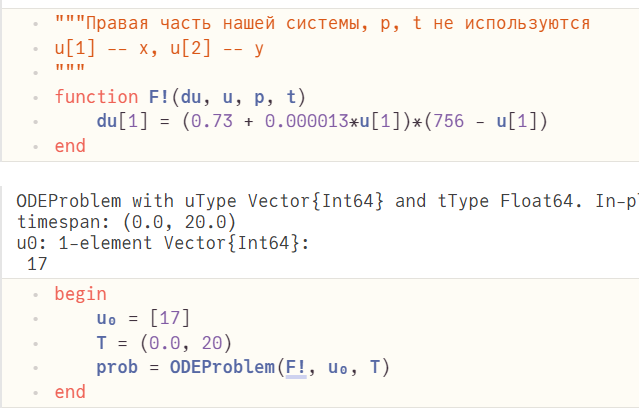 """Правая часть нашей системы, p, t не используются
u[1] -- x, u[2] -- y
"""
function F!(du, u, p, t)
du[1] = (0.73 + 0.000013*u[1])*(756 - u[1])
end
ODEProblem with uType Vector{Int64} and tType Float64. In-pl
timespan: (0.0, 20.0)
u0: 1-element Vector{Int64}:
17
begin
u₀ = [17]
T = (0.0, 20)
prob = ODEProblem(F!, u₀, T)
end